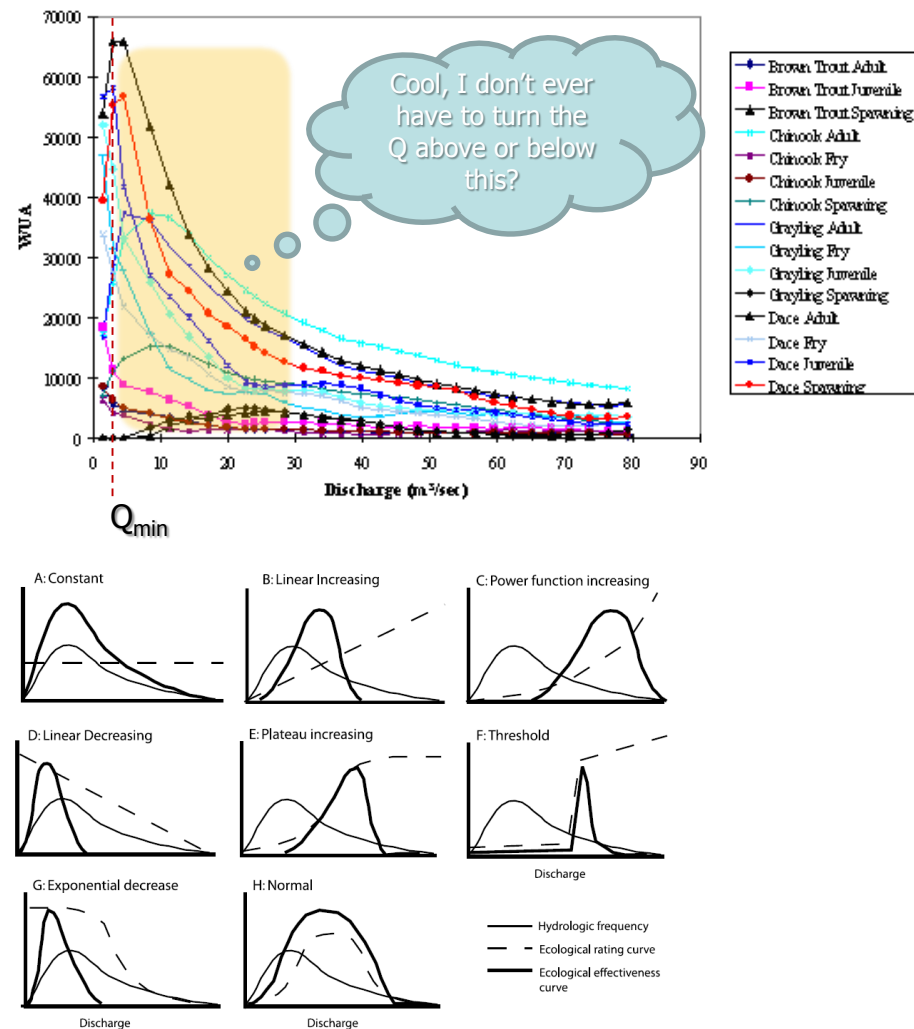 70000
60000
50000
40000
30000
20000
10000
0
WUA
0 10 20 30 40 50 60 70 80 90
Discharge (m³/sec)
Qmin
Cool, I don't ever
have to turn the
Q above or below
this?
Brown Trout Adult
Brown Trout Juvenile
Brown Trout Spawning
Chinook Adult
Chinook Fry
Chinook Juvenile
Chinook Spawning
Grayling Adult
Grayling Fry
Grayling Juvenile
Grayling Spawning
Dace Adult
Dace Fry
Dace Juvenile
Dace Spawning
A: Constant
B: Linear Increasing
C: Power function increasing
D: Linear Decreasing
E: Plateau increasing
F: Threshold
Discharge
G: Exponential decrease
H: Normal
Hydrologic frequency
Ecological rating curve
Ecological effectiveness
curve
Discharge
Discharge